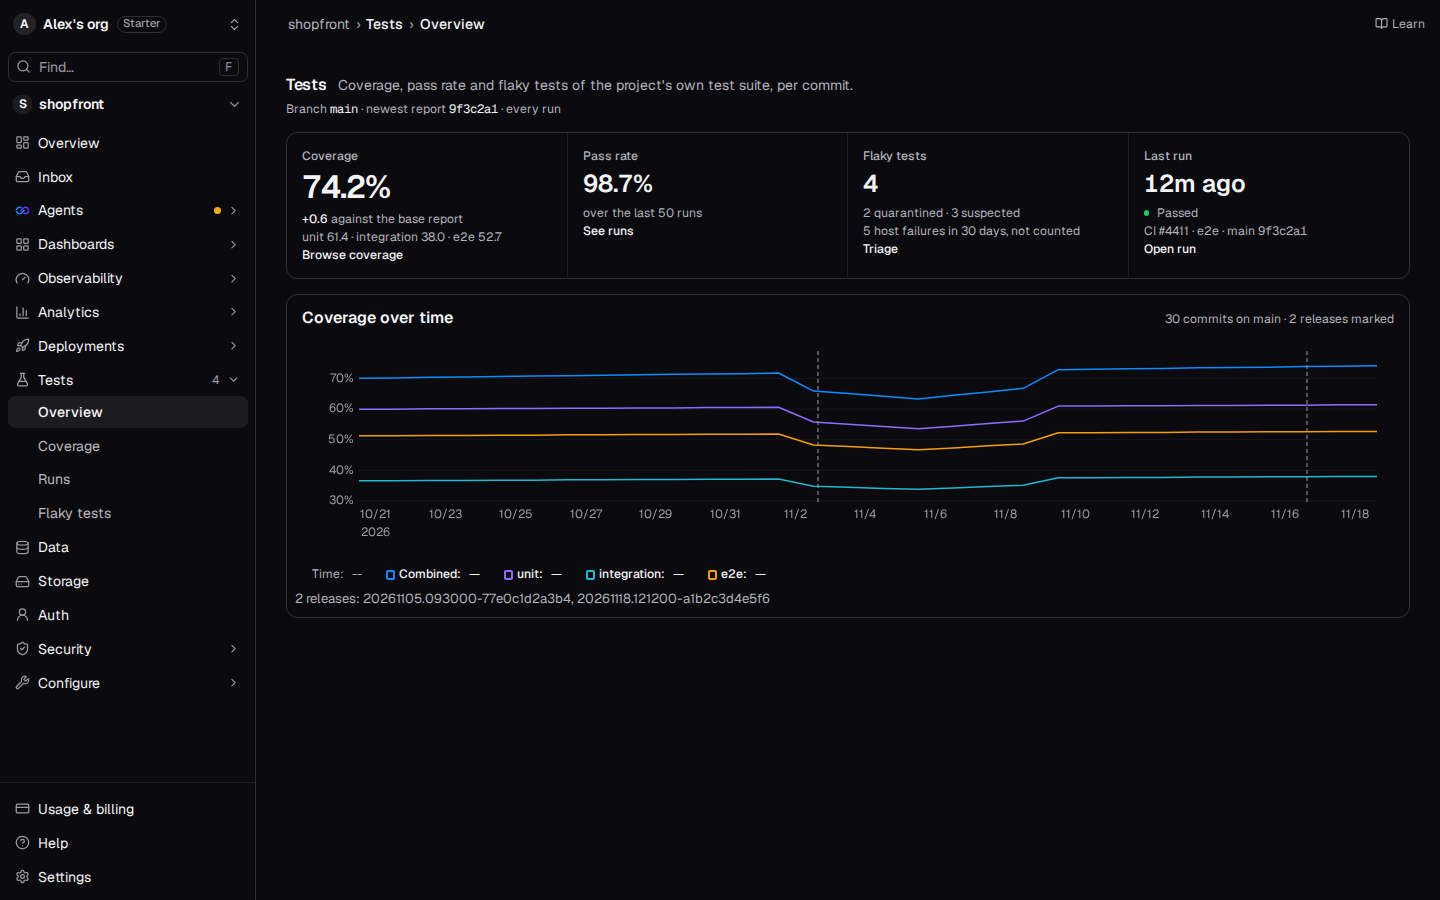 A Alex's org Starter
Find... F
S shopfront
Overview
Inbox
Agents
Dashboards
Observability
Analytics
Deployments
Tests 4
Overview
Coverage
Runs
Flaky tests
Data
Storage
Auth
Security
Configure
Usage & billing
Help
Settings
shopfront › Tests › Overview
Learn
Tests Coverage, pass rate and flaky tests of the project's own test suite, per commit.
Branch main · newest report 9f3c2a1 · every run
Coverage
74.2%
+0.6 against the base report
unit 61.4 · integration 38.0 · e2e 52.7
Browse coverage
Pass rate
98.7%
over the last 50 runs
See runs
Flaky tests
4
2 quarantined · 3 suspected
5 host failures in 30 days, not counted
Triage
Last run
12m ago
Passed
CI #4411 · e2e · main 9f3c2a1
Open run
Coverage over time
30 commits on main · 2 releases marked
70%
60%
50%
40%
30%
10/21 10/23 10/25 10/27 10/29 10/31 11/2 11/4 11/6 11/8 11/10 11/12 11/14 11/16 11/18
2026
Time: -- Combined: — unit: — integration: — e2e: —
2 releases: 20261105.093000-77e0c1d2a3b4, 20261118.121200-a1b2c3d4e5f6